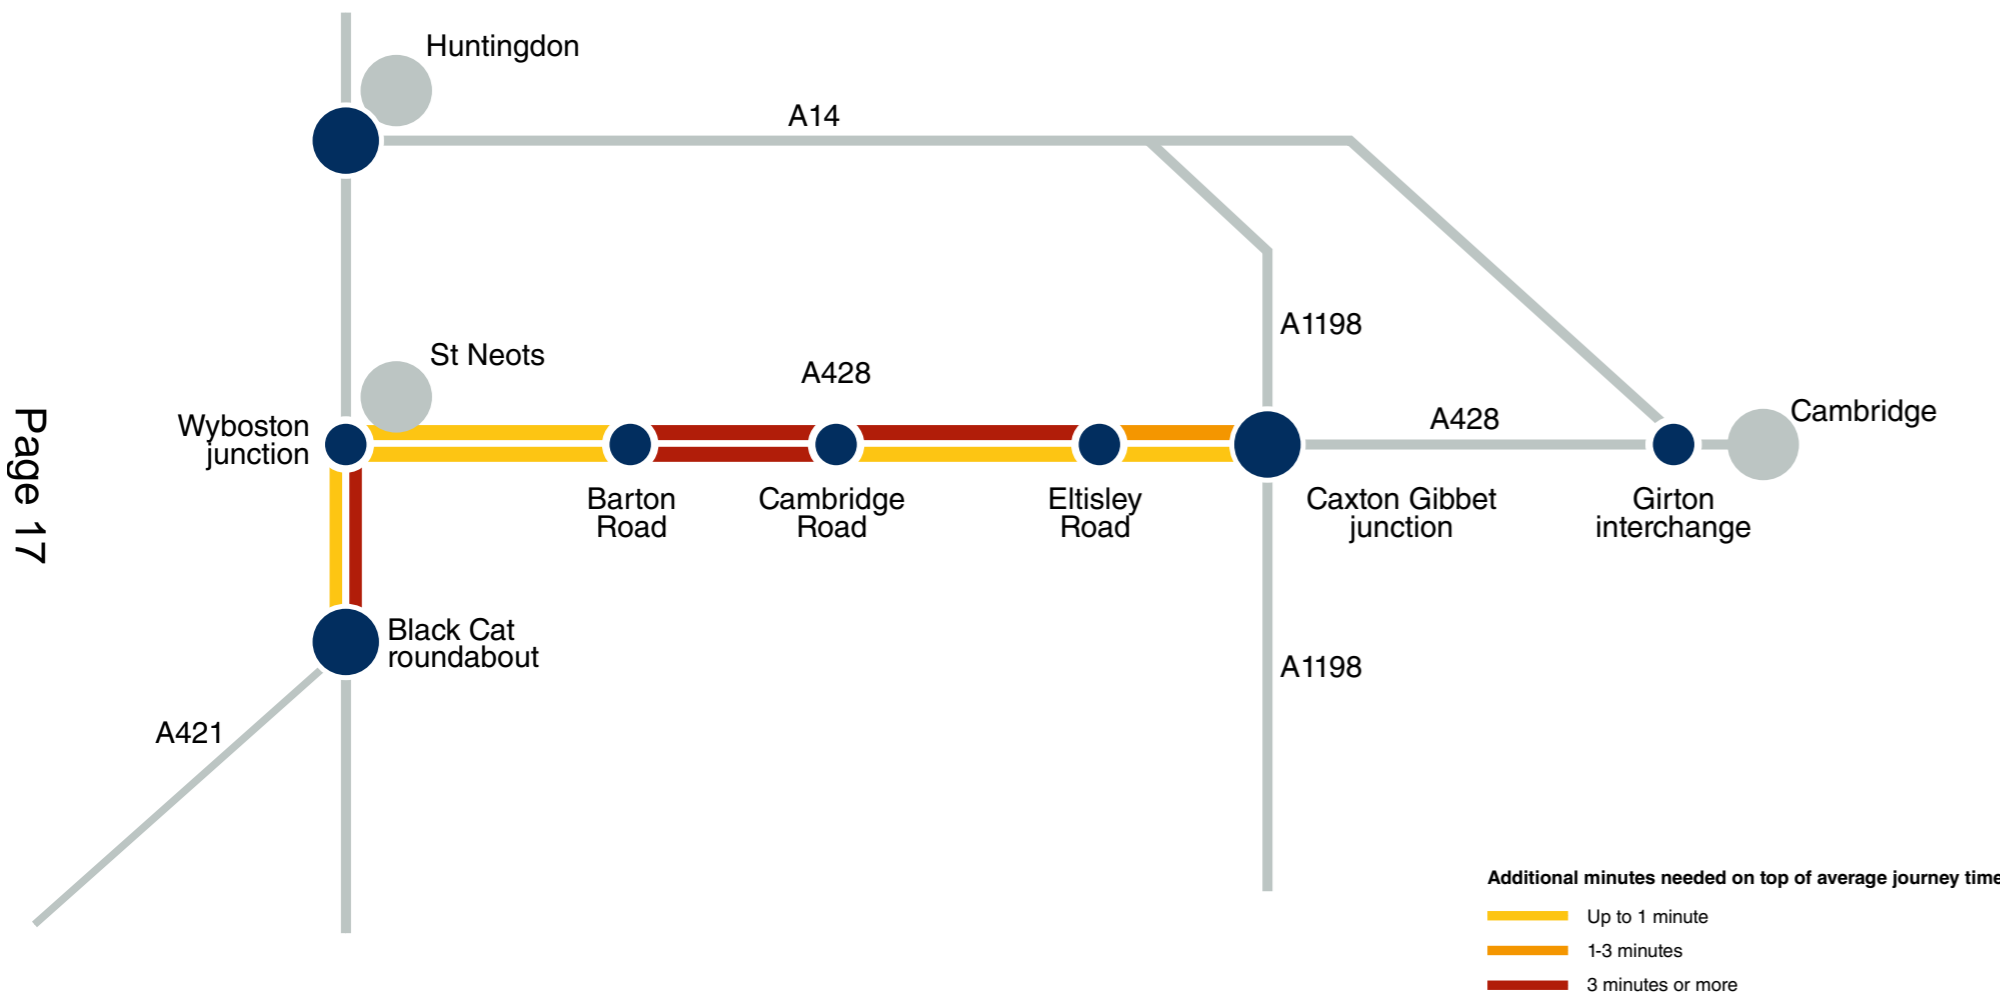 Huntingdon
A14
A1198
St Neots
A428
Wyboston
junction
A428
Cambridge
Barton
Road
Cambridge
Road
Eltisley
Road
Caxton Gibbet
junction
Girton
interchange
Page 17
Black Cat
roundabout
A1198
A421
Additional minutes needed on top of average journey time
Up to 1 minute
1-3 minutes
3 minutes or more